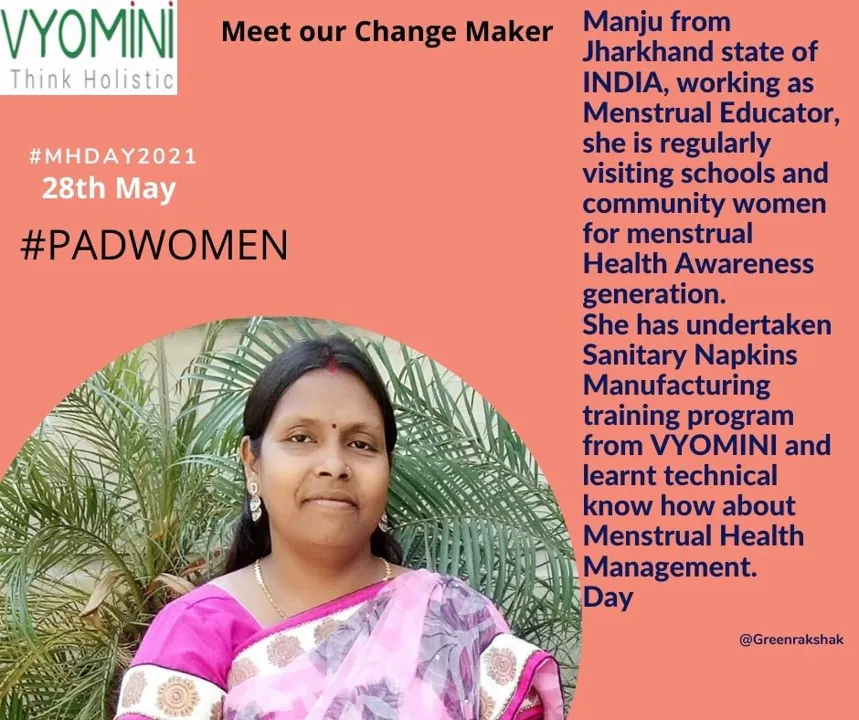 VYOMiNi
Think Holistic
Meet our Change Maker
#MHDAY2021
28th May
#PADWOMEN
Manju from
Jharkhand state of
INDIA, working as
Menstrual Educator,
she is regularly
visiting schools and
community women
for menstrual
Health Awareness
generation.
She has undertaken
Sanitary Napkins
Manufacturing
training program
from VYOMINI and
learnt technical
know how about
Menstrual Health
Management.
Day
@Greenrakshak